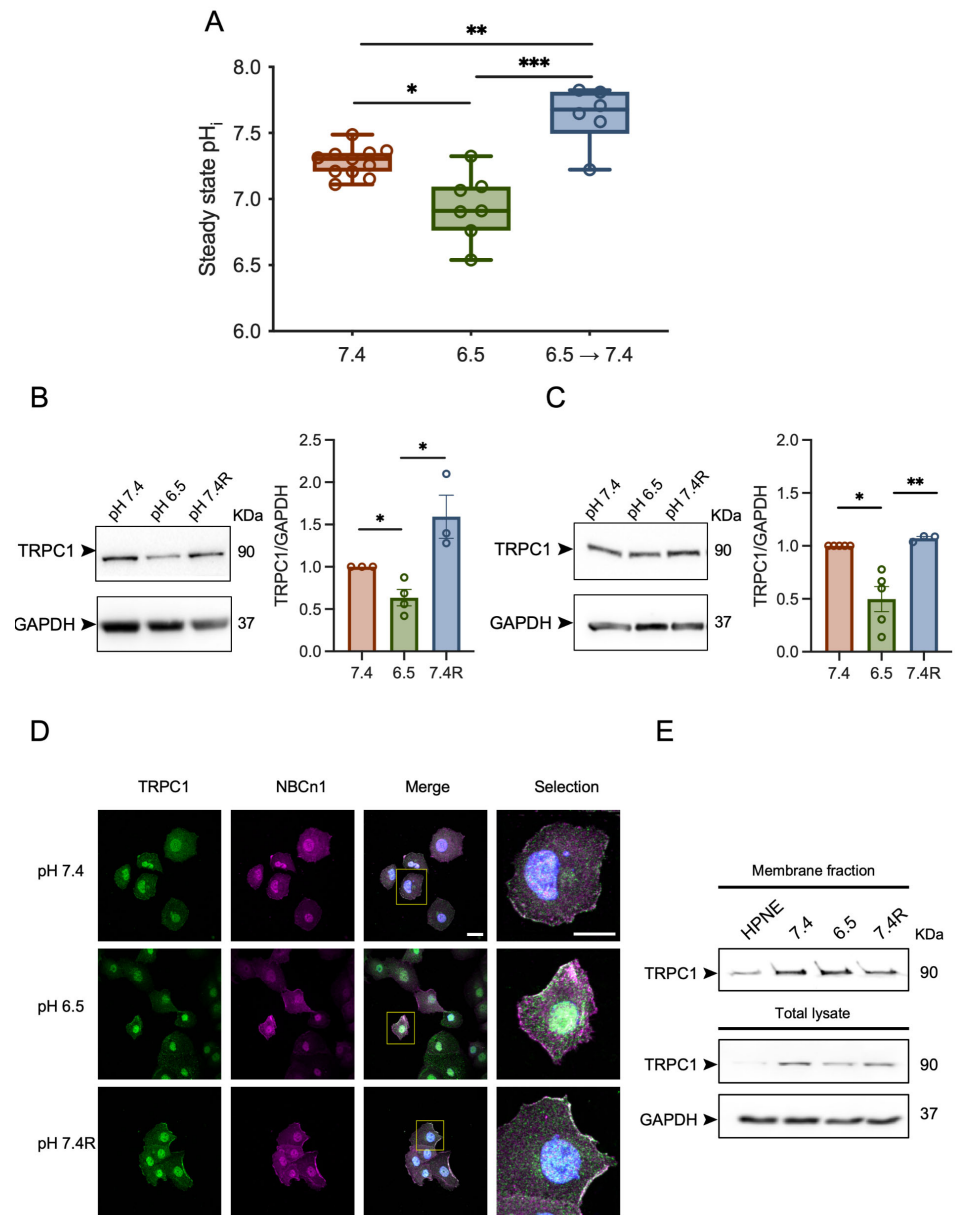 A
**
***
*
8.0
7.5
7.0
6.5
6.0
Steady state pHi
7.4
6.5
6.5 → 7.4
B
pH 7.4
pH 6.5
pH 7.4R
KDa
TRPC1
90
GAPDH
37
TRPC1/GAPDH
2.5
2.0
1.5
1.0
0.5
0.0
*
*
7.4
6.5
7.4R
C
pH 7.4
pH 6.5
pH 7.4R
KDa
TRPC1
90
GAPDH
37
TRPC1/GAPDH
2.0
1.5
1.0
0.5
0.0
*
**
7.4
6.5
7.4R
D
TRPC1 NBCn1 Merge Selection
pH 7.4
pH 6.5
pH 7.4R
E
Membrane fraction
HPNE
7.4
6.5
7.4R
KDa
TRPC1
90
Total lysate
TRPC1
90
GAPDH
37